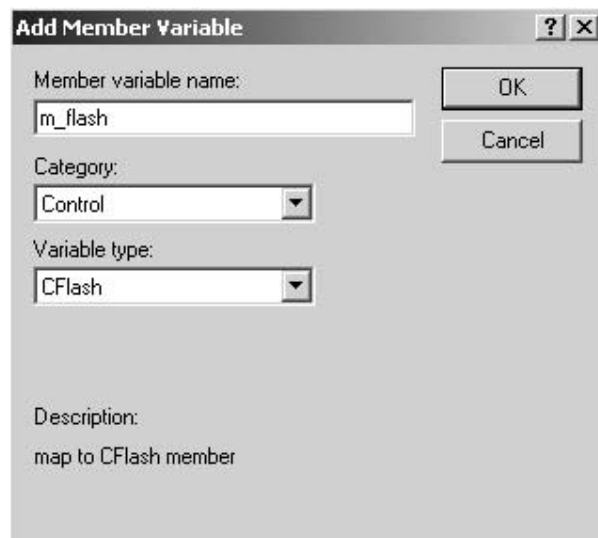 Add Member Variable
Member variable name:
m_flash
OK
Cancel
Category:
Control
Variable type:
CFlash
Description:
map to CFlash member